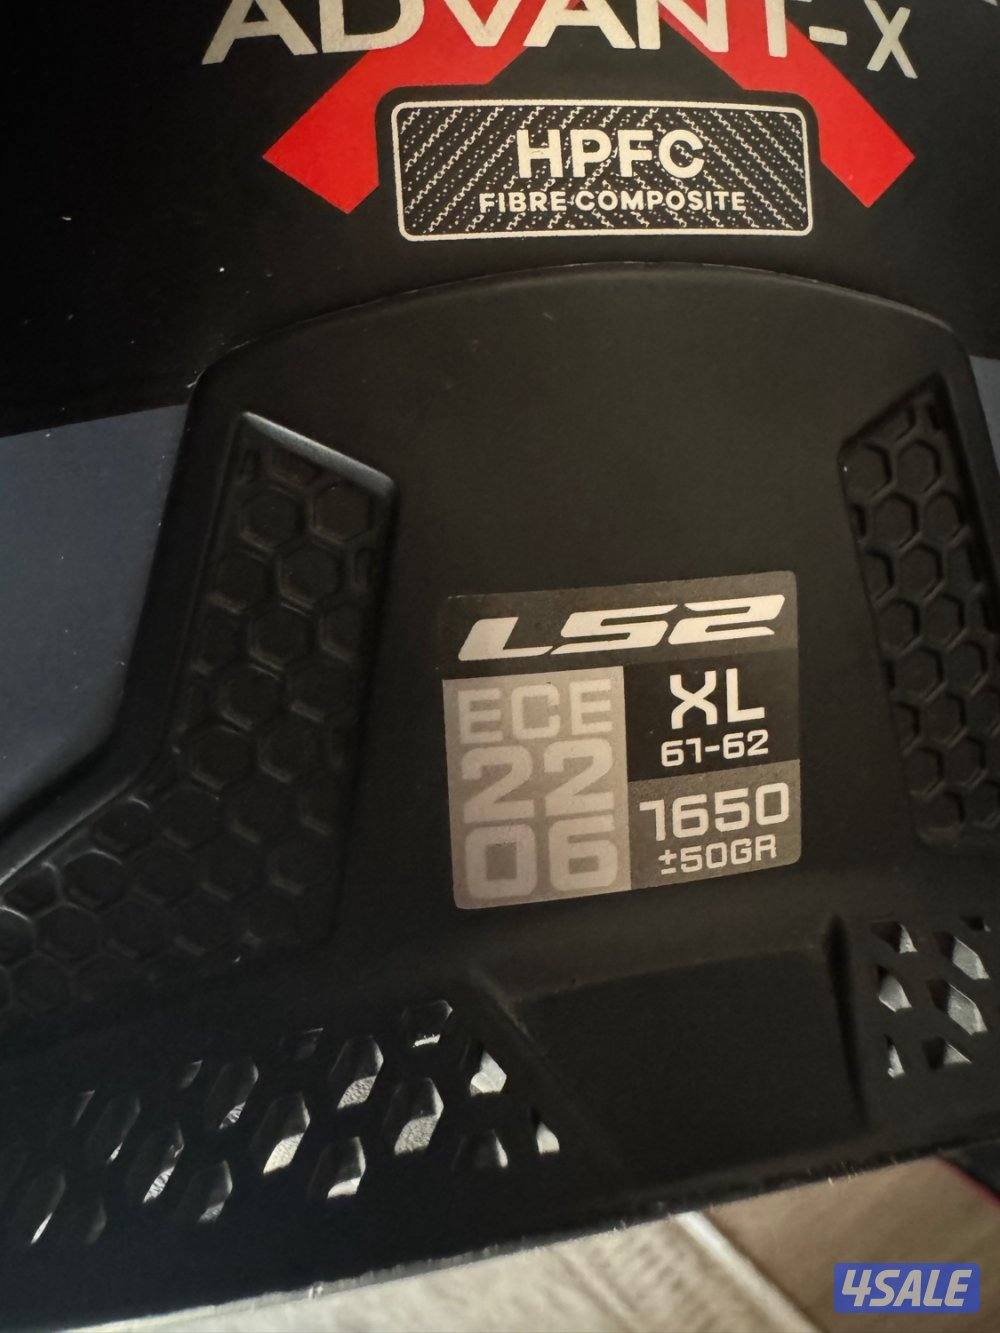 ADVANT-X
HPFC
FIBRE COMPOSITE
LS2
ECE
22
06
XL
61-62
1650
±50GR
4SALE